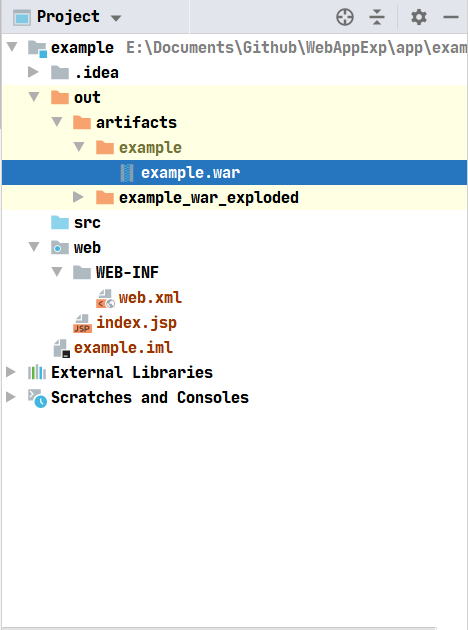 Project
example E:\Documents\Github\WebAppExp\app\exam
.idea
out
artifacts
example
example.war
example_war_exploded
src
web
WEB-INF
web.xml
JSP index.jsp
example.iml
External Libraries
Scratches and Consoles